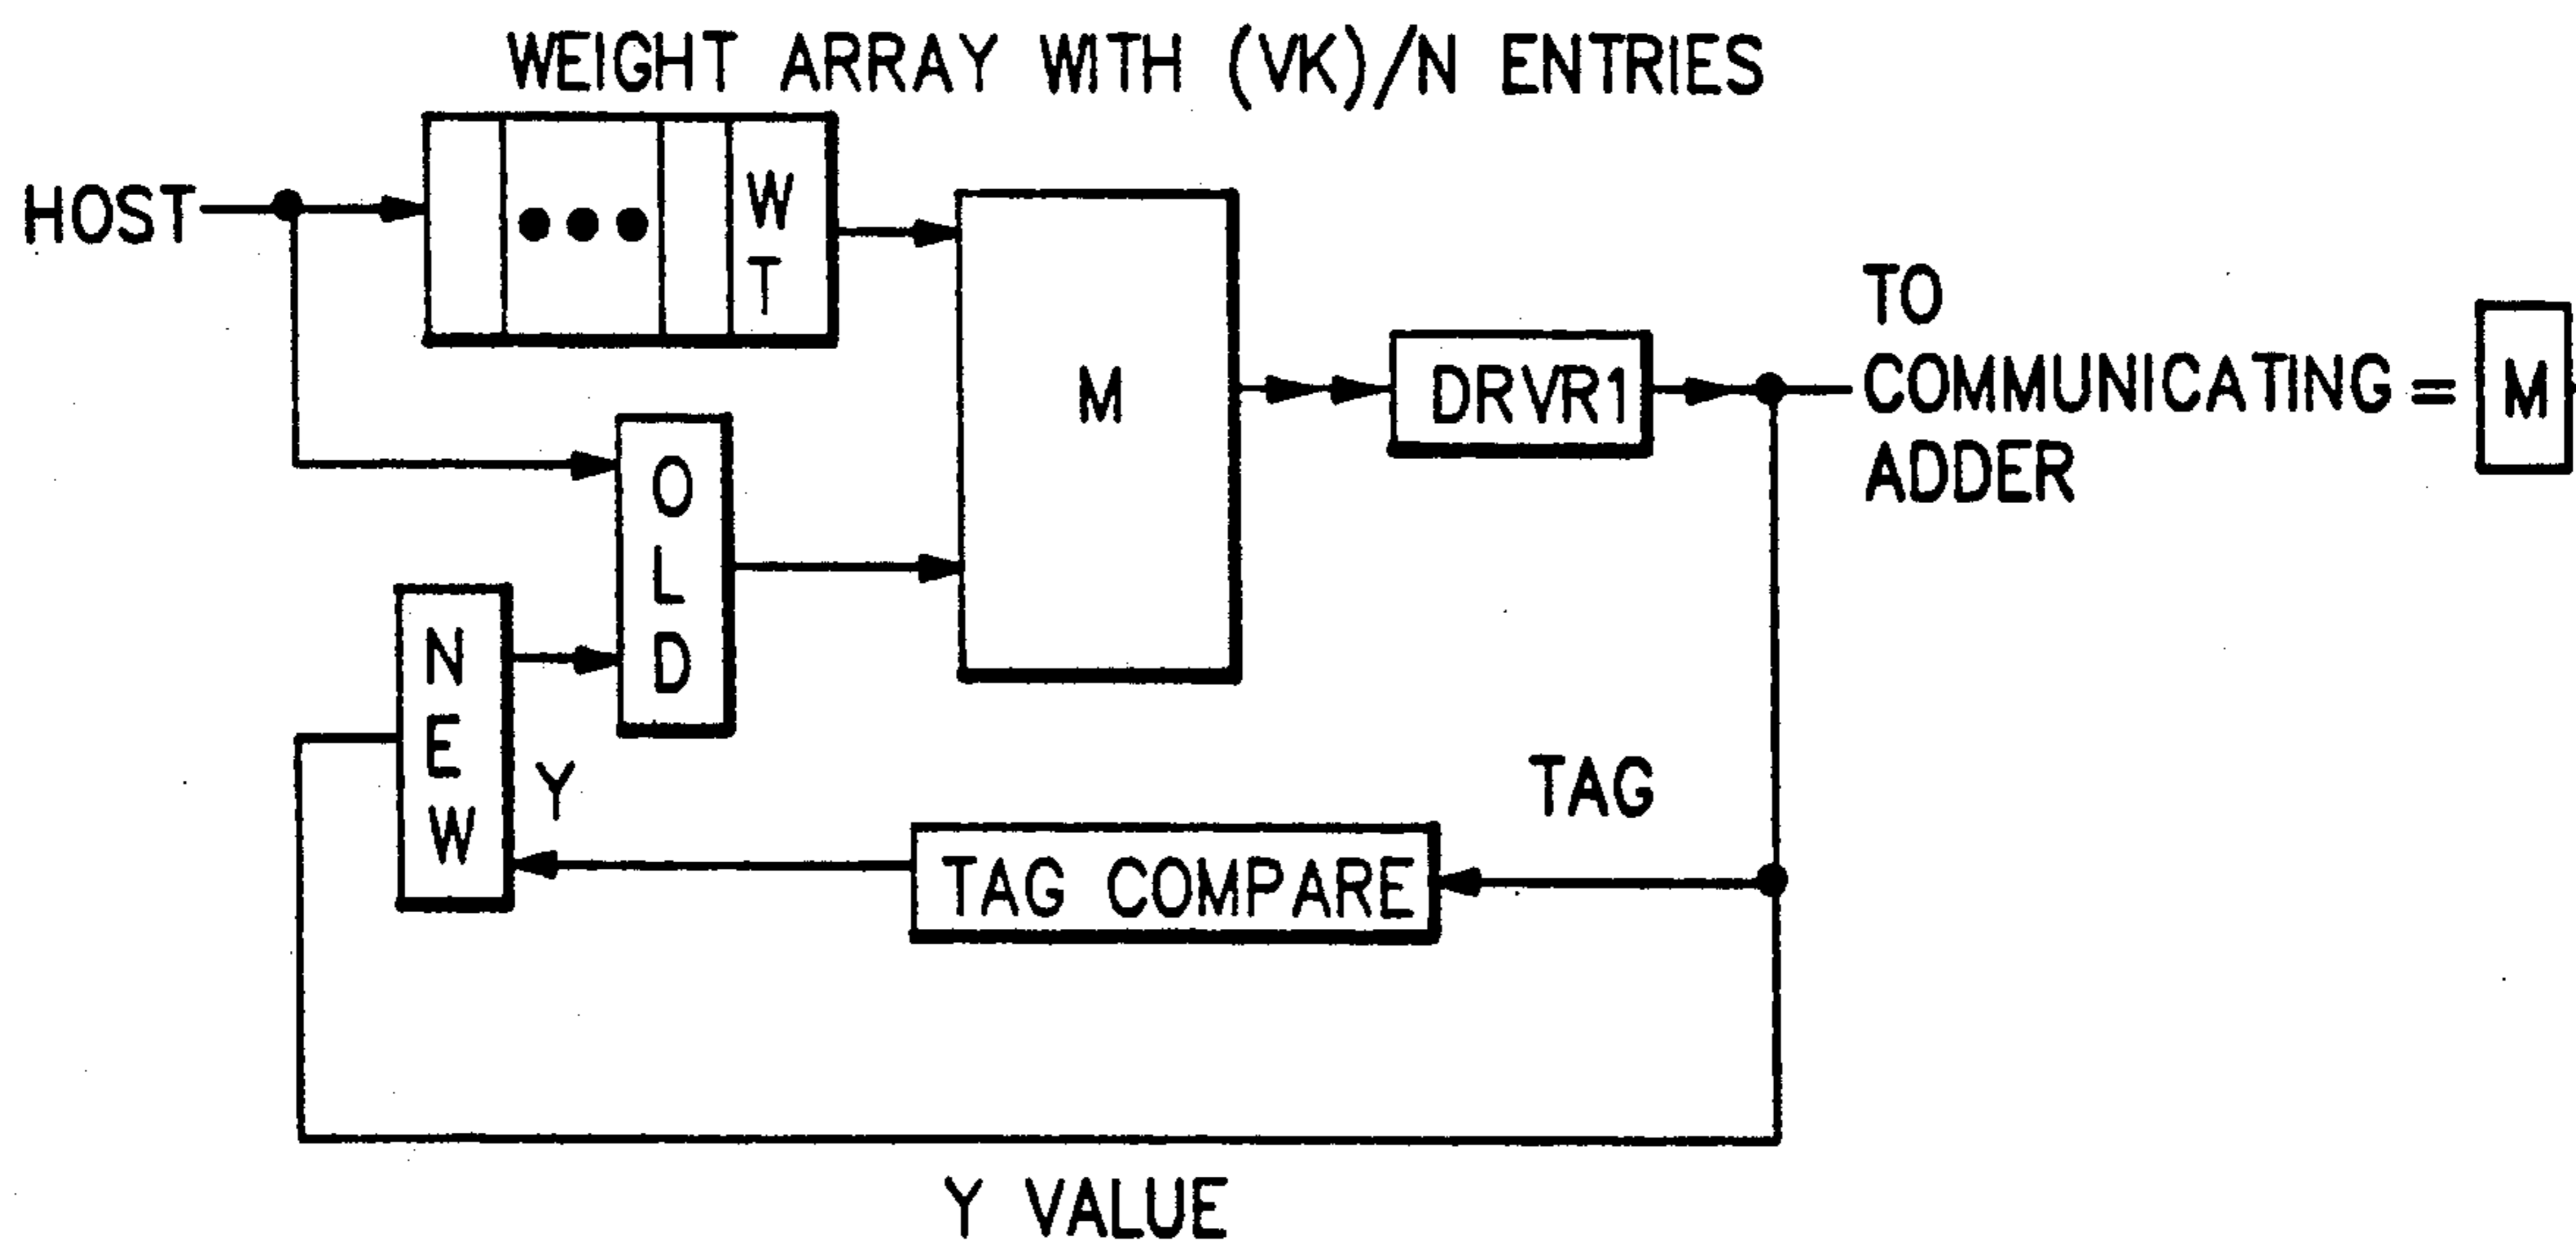 WEIGHT ARRAY WITH (VK)/N ENTRIES
HOST
W
T
M
O
L
D
DRVR1
TO
COMMUNICATING = M
ADDER
N
E
W
Y
TAG
TAG COMPARE
Y VALUE